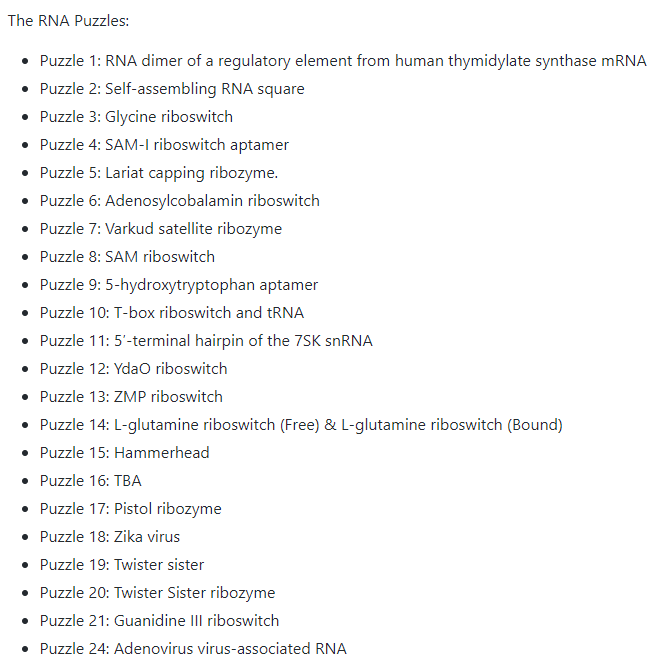 The RNA Puzzles:
Puzzle 1: RNA dimer of a regulatory element from human thymidylate synthase mRNA
Puzzle 2: Self-assembling RNA square
Puzzle 3: Glycine riboswitch
Puzzle 4: SAM-I riboswitch aptamer
Puzzle 5: Lariat capping ribozyme.
Puzzle 6: Adenosylcobalamin riboswitch
Puzzle 7: Varkud satellite ribozyme
Puzzle 8: SAM riboswitch
Puzzle 9: 5-hydroxytryptophan aptamer
Puzzle 10: T-box riboswitch and tRNA
Puzzle 11: 5′-terminal hairpin of the 7SK snRNA
Puzzle 12: YdaO riboswitch
Puzzle 13: ZMP riboswitch
Puzzle 14: L-glutamine riboswitch (Free) & L-glutamine riboswitch (Bound)
Puzzle 15: Hammerhead
Puzzle 16: TBA
Puzzle 17: Pistol ribozyme
Puzzle 18: Zika virus
Puzzle 19: Twister sister
Puzzle 20: Twister Sister ribozyme
Puzzle 21: Guanidine III riboswitch
Puzzle 24: Adenovirus virus-associated RNA